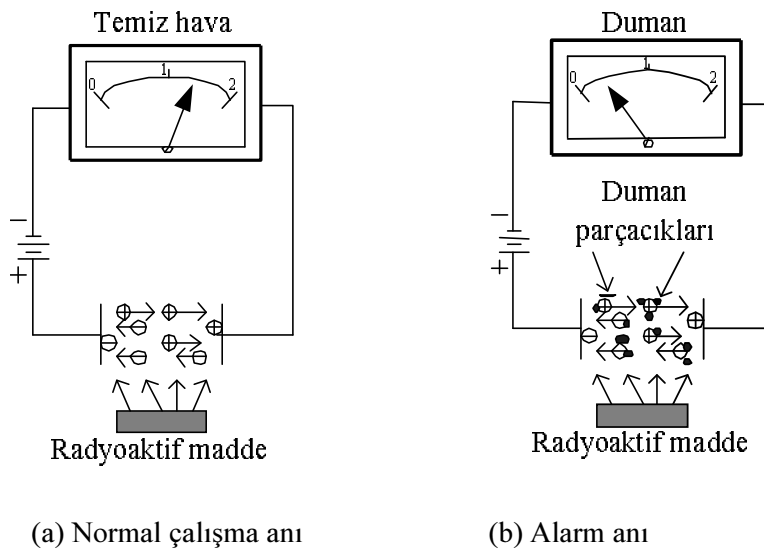 Temiz hava
0 1 2
Radyoaktif madde
(a) Normal çalışma anı
Duman
0 1 2
Duman
parçacıkları
Radyoaktif madde
(b) Alarm anı